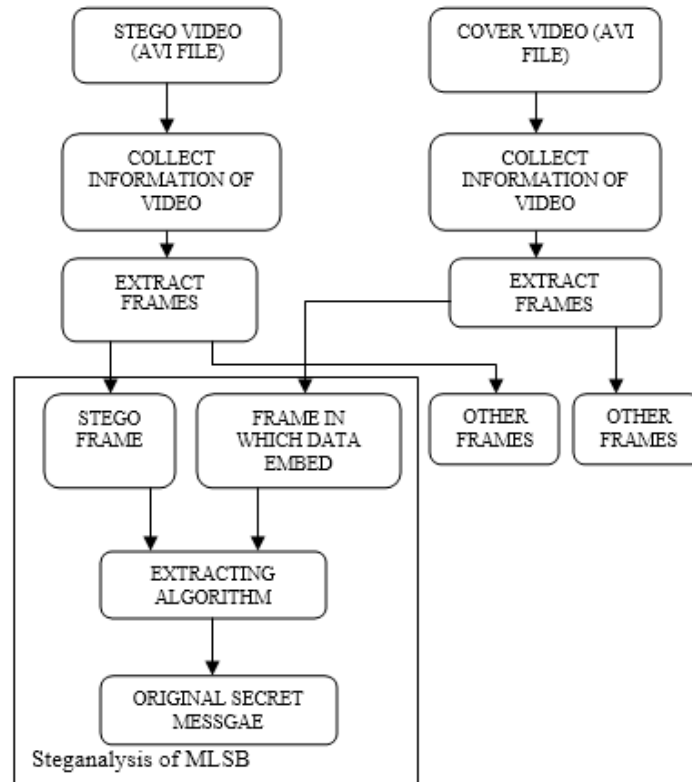 STEGO VIDEO
(AVI FILE)
COVER VIDEO (AVI
FILE)
COLLECT
INFORMATION OF
VIDEO
COLLECT
INFORMATION OF
VIDEO
EXTRACT
FRAMES
EXTRACT
FRAMES
STEGO
FRAME
FRAME IN
WHICH DATA
EMBED
OTHER
FRAMES
OTHER
FRAMES
EXTRACTING
ALGORITHM
ORIGINAL SECRET
MESSGAE
Steganalysis of MLSB